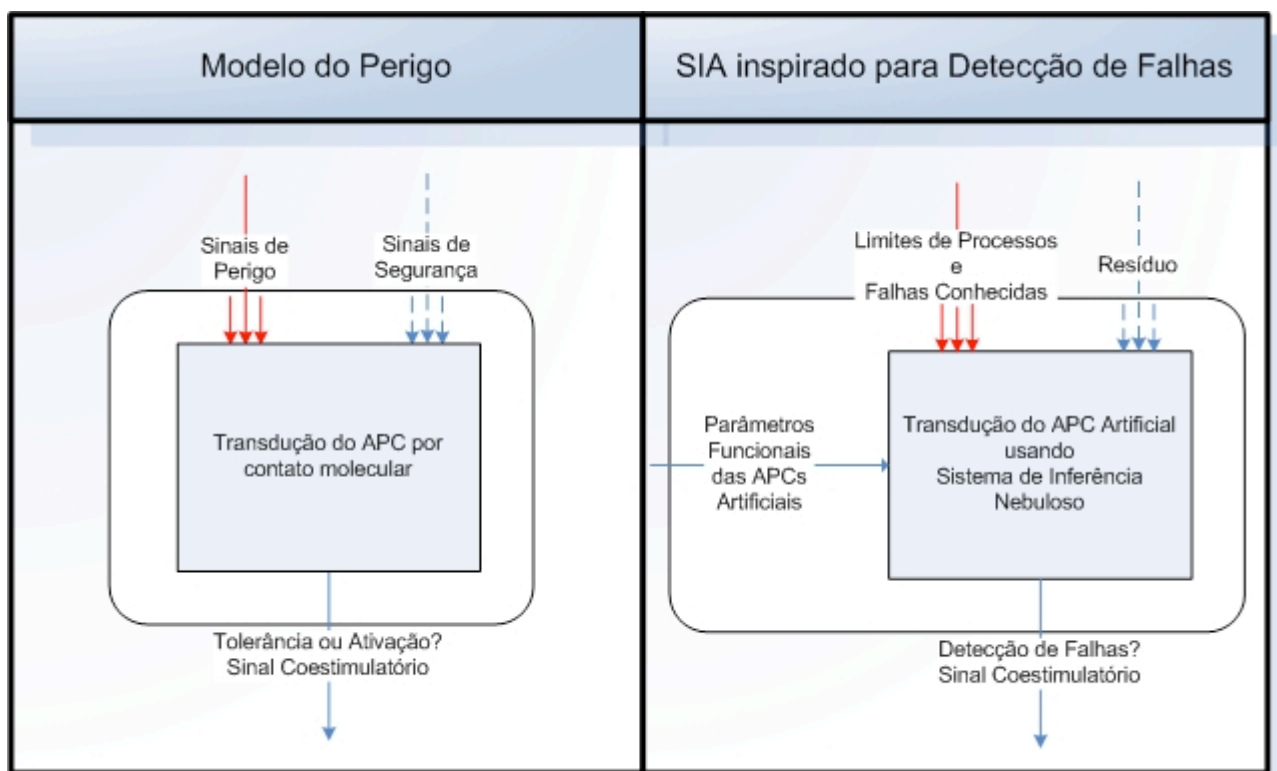 Modelo do Perigo
SIA inspirado para Detecção de Falhas
Sinais de
Perigo
Sinais de
Segurança
Transdução do APC por
contato molecular
Tolerância ou Ativação?
Sinal Coestimulatório
Limites de Processos
e
Falhas Conhecidas
Resíduo
Parâmetros
Funcionais
das APCs
Artificiais
Transdução do APC Artificial
usando
Sistema de Inferência
Nebuloso
Detecção de Falhas?
Sinal Coestimulatório